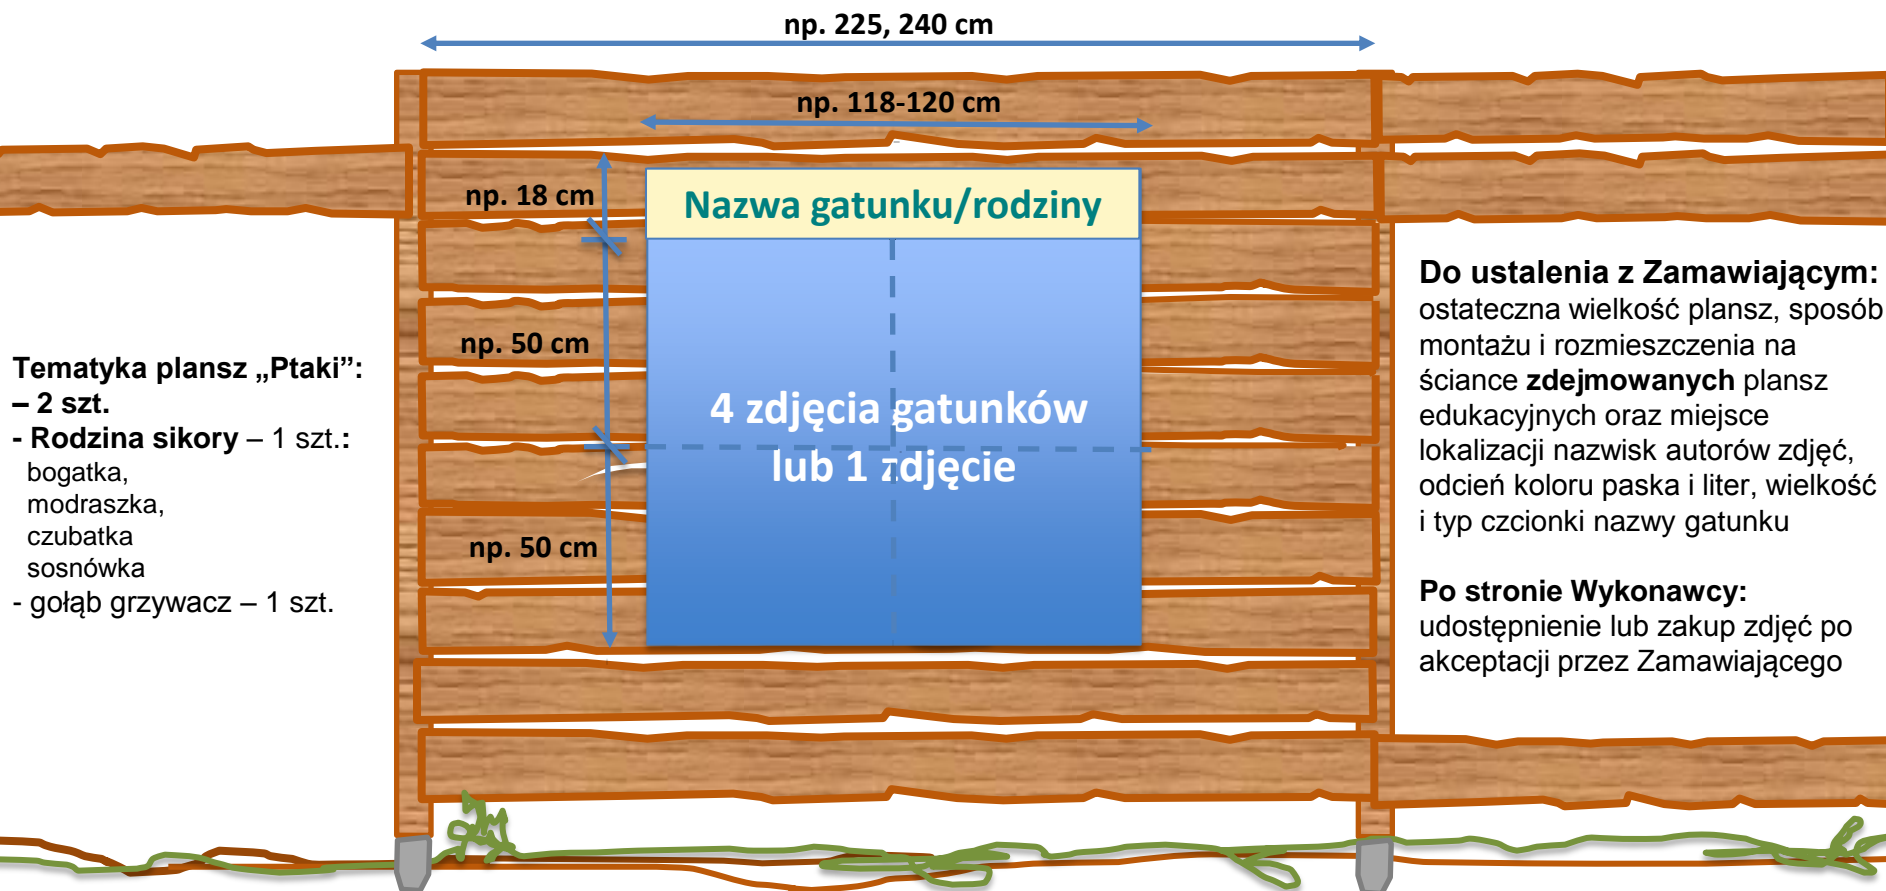 np. 225, 240 cm
np. 118-120 cm
np. 18 cm
Nazwa gatunku/rodziny
np. 50 cm
4 zdjęcia gatunków
lub 1 zdjęcie
np. 50 cm
Tematyka plansz „Ptaki”:
– 2 szt.
- Rodzina sikory – 1 szt.:
bogatka,
modraszka,
czubatka
sosnówka
- gołąb grzywacz – 1 szt.
Do ustalenia z Zamawiającym:
ostateczna wielkość plansz, sposób
montażu i rozmieszczenia na
ściance zdejmowanych plansz
edukacyjnych oraz miejsce
lokalizacji nazwisk autorów zdjęć,
odcień koloru paska i liter, wielkość
i typ czcionki nazwy gatunku
Po stronie Wykonawcy:
udostępnienie lub zakup zdjęć po
akceptacji przez Zamawiającego